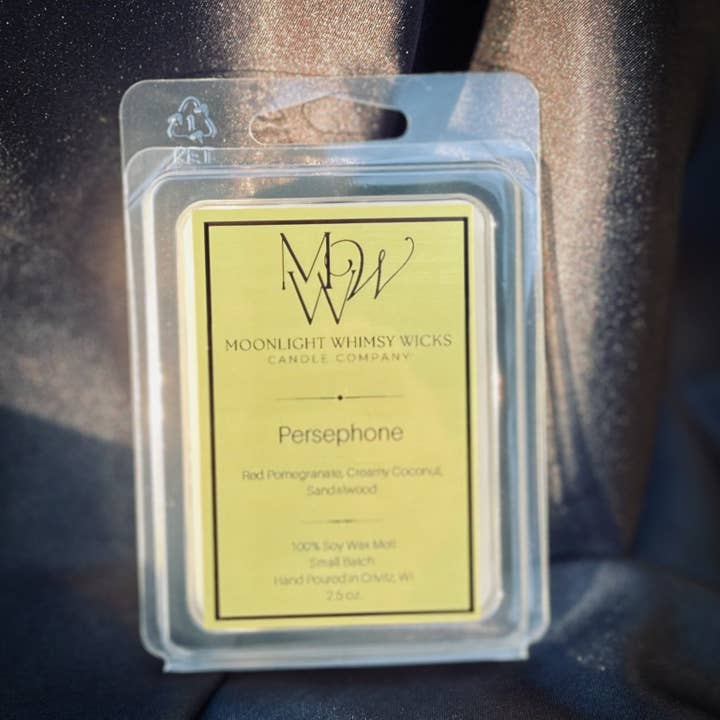 1
MWW
MOONLIGHT WHIMSY WICKS
CANDLE COMPANY
Persephone
Red Pomegranate, Creamy Coconut,
Sandalwood
100% Soy Wax Melt
Small Batch
Hand Poured in Crivitz, WI
2.5 oz.